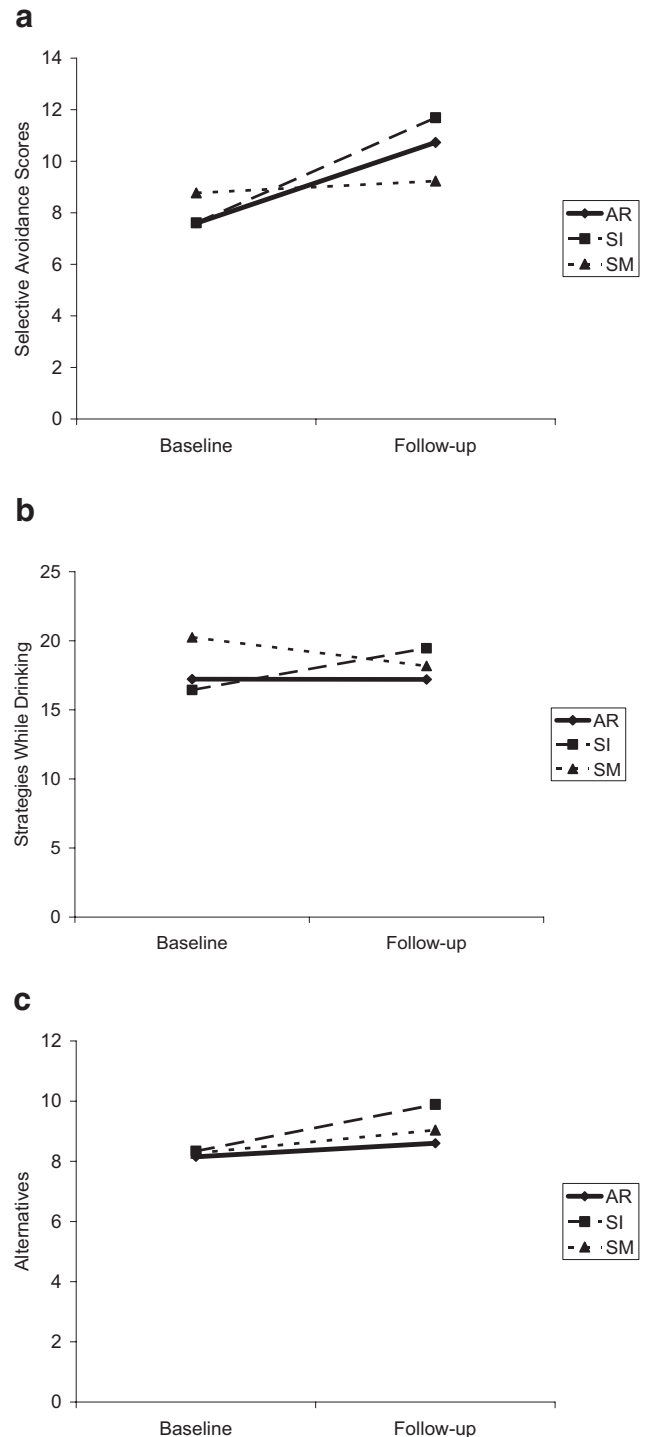 a
14
12
10
8
6
4
2
0
Selective Avoidance Scores
Baseline Follow-up
AR
SI
SM
b
25
20
15
10
5
0
Strategies While Drinking
Baseline Follow-up
AR
SI
SM
c
12
10
8
6
4
2
0
Alternatives
Baseline Follow-up
AR
SI
SM